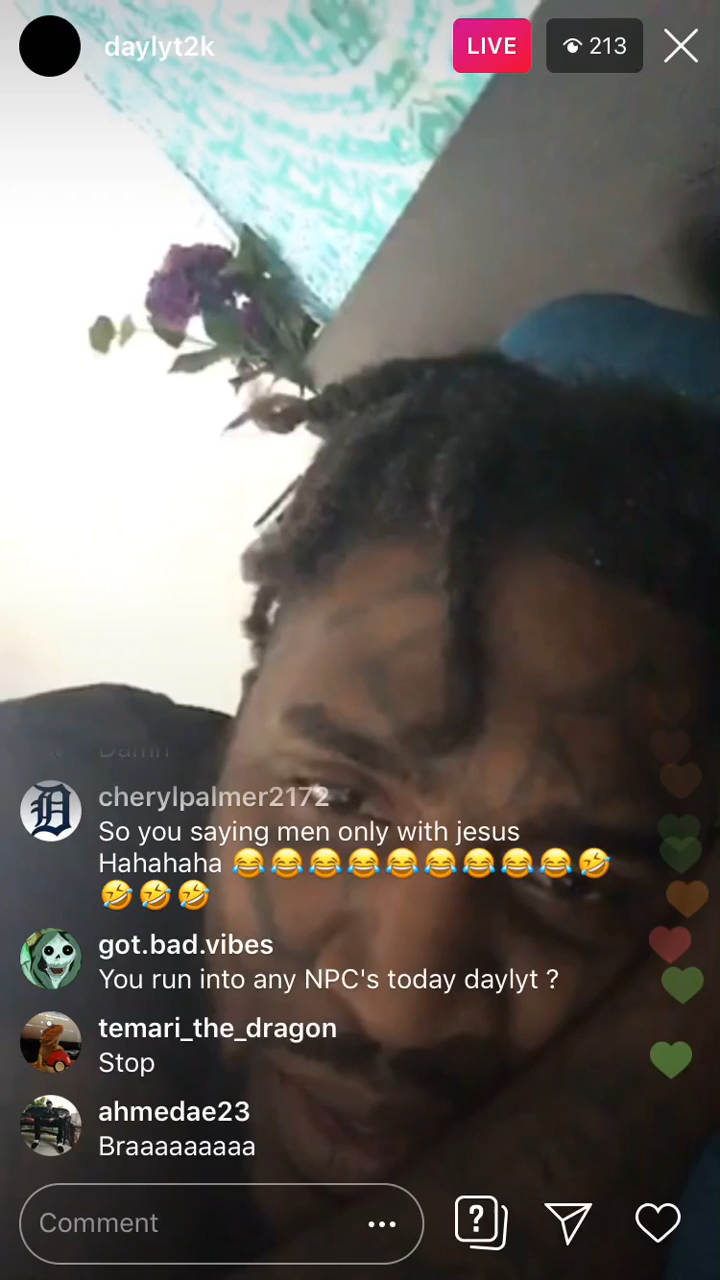 daylyt2k
LIVE
213
Damn
cherylpalmer2172
So you saying men only with jesus
Hahahaha 😂😂😂😂😂😂😂😂😂🤣
🤣🤣🤣
got.bad.vibes
You run into any NPC's today daylyt ?
temari_the_dragon
Stop
ahmedae23
Braaaaaaaaa
Comment